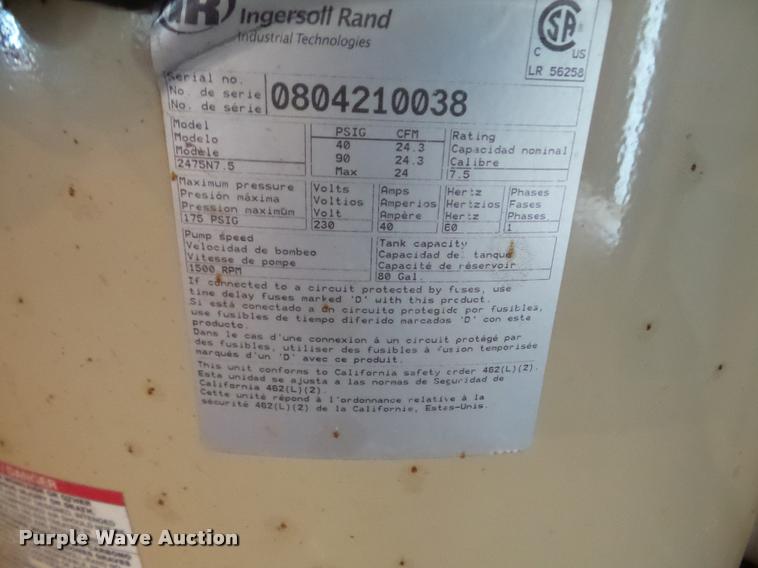 IR Ingersoll Rand
Industrial Technologies
SA
C US
LR 56258
Serial no.
No. de serie
No. de série
0804210038
Model
Modelo
Modèle
2475N7.5
PSIG CFM
40 24.3
90 24.3
Max 24
Rating
Capacidad nominal
Calibre
7.5
Maximum pressure
Presión máxima
Pression maximum
175 PSIG
Volts
Voltios
Volt
230
Amps
Amperios
Ampère
40
Hertz
Hertzios
Hertz
60
Phases
Fases
Phases
1
Pump speed
Velocidad de bombeo
Vitesse de pompe
1500 RPM
Tank capacity
Capacidad de tanque
Capacité de réservoir
80 Gal.
If connected to a circuit protected by fuses, use
time delay fuses marked 'D' with this product.
Si está conectado a un circuito protegido por fusibles,
use fusibles de tiempo diferido marcados 'D' con este
producto.
Dans le cas d'une connexion á un circuit protégé par
des fusibles, utiliser des fusibles à fusion temporisée
marqués d'un 'D' avec ce produit.
This unit conforms to California safety order 462(L)(2).
Esta unidad se ajusta a las normas de Seguridad de
California 462(L)(2).
Cette unité répond à l'ordonnance relative à la
sécurité 462(L)(2) de la Californie, Estes-Unis.
DANGER
Purple Wave Auction